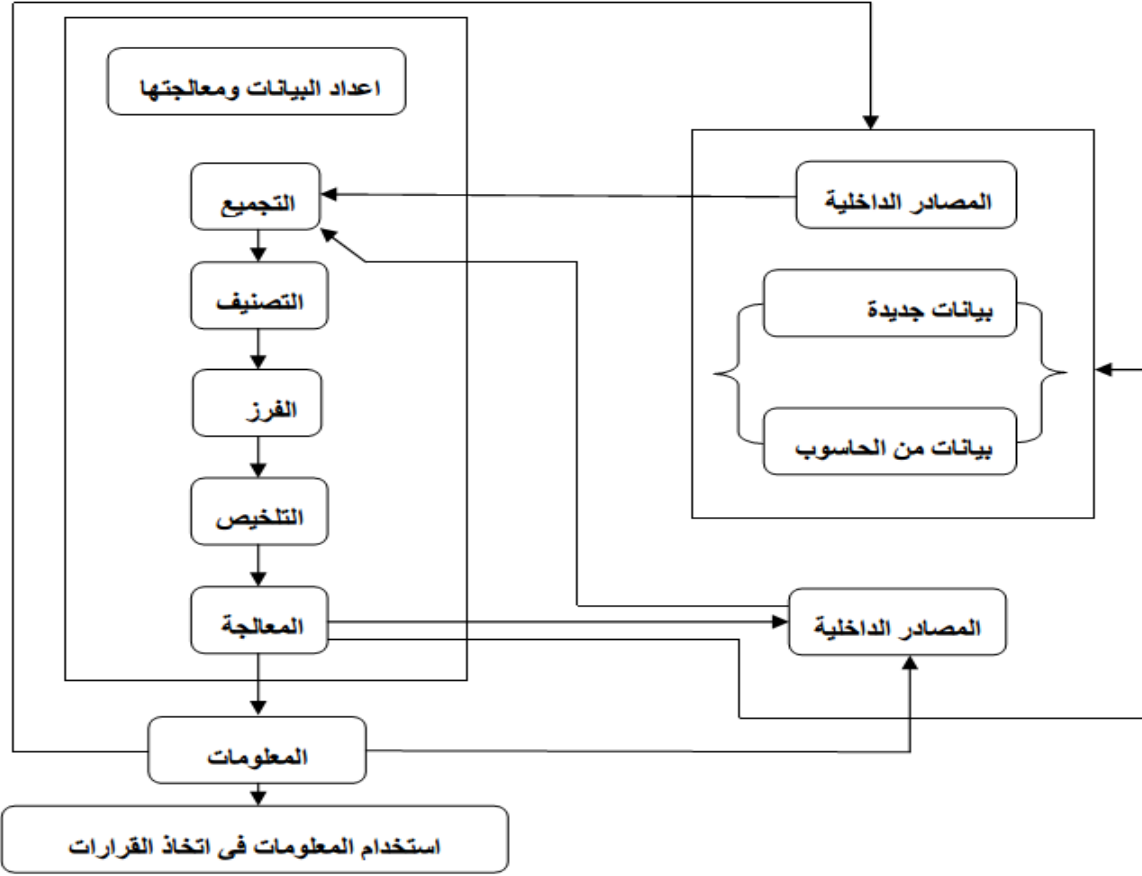 اعداد البيانات ومعالجتها
المصادر الداخلية
التجميع
بيانات جديدة
التصنيف
الفرز
بيانات من الحاسوب
التلخيص
المعالجة
المصادر الداخلية
المعلومات
استخدام المعلومات فى اتخاذ القرارات